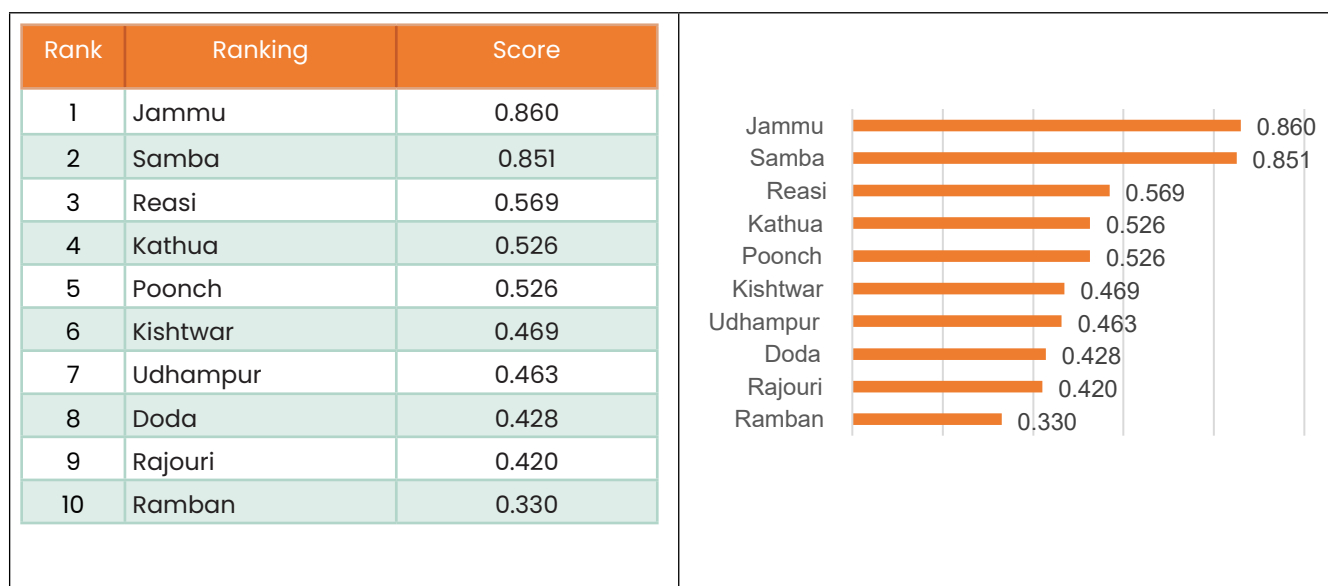 Rank Ranking Score
1 Jammu 0.860
2 Samba 0.851
3 Reasi 0.569
4 Kathua 0.526
5 Poonch 0.526
6 Kishtwar 0.469
7 Udhampur 0.463
8 Doda 0.428
9 Rajouri 0.420
10 Ramban 0.330
Jammu 0.860
Samba 0.851
Reasi 0.569
Kathua 0.526
Poonch 0.526
Kishtwar 0.469
Udhampur 0.463
Doda 0.428
Rajouri 0.420
Ramban 0.330